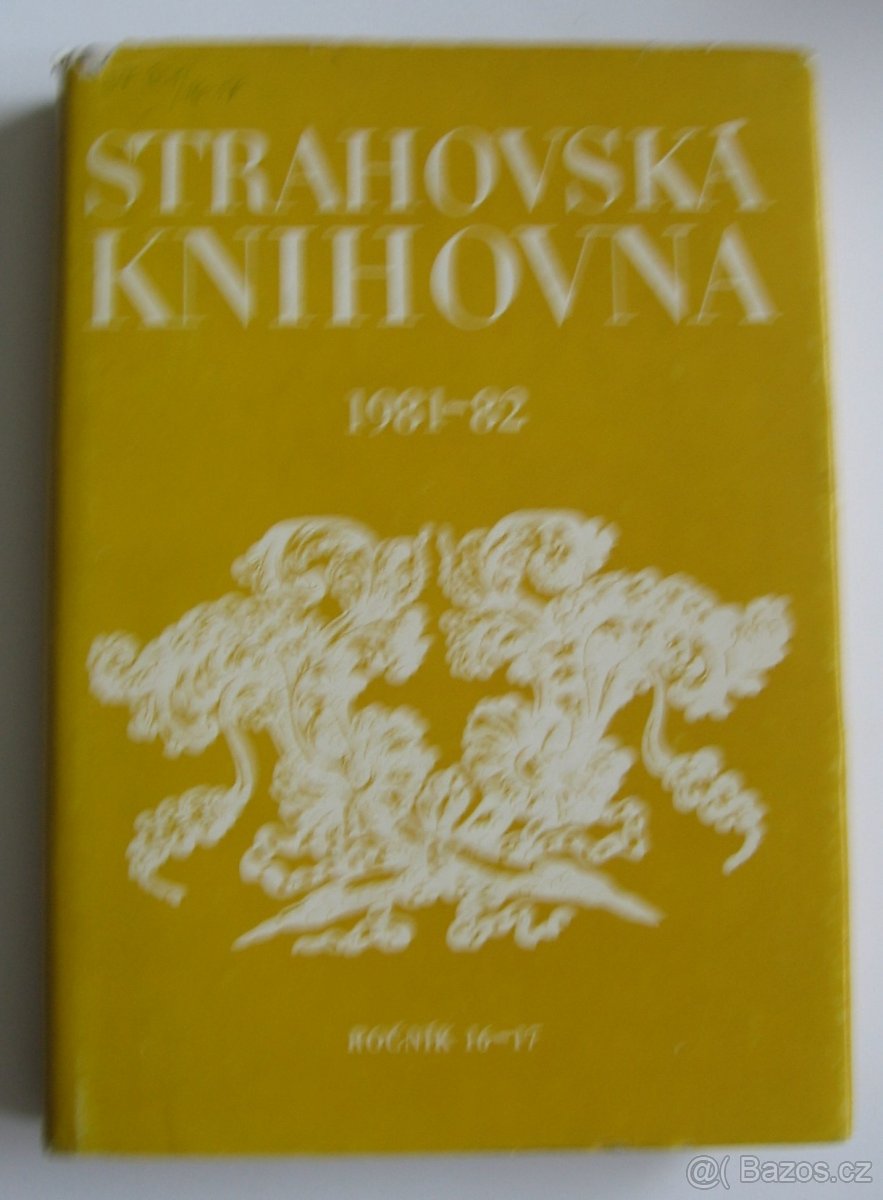 STRAHOVSKÁ
KNIHOVNA
1981-82
ROČNÍK 16-17
@( Bazos.cz